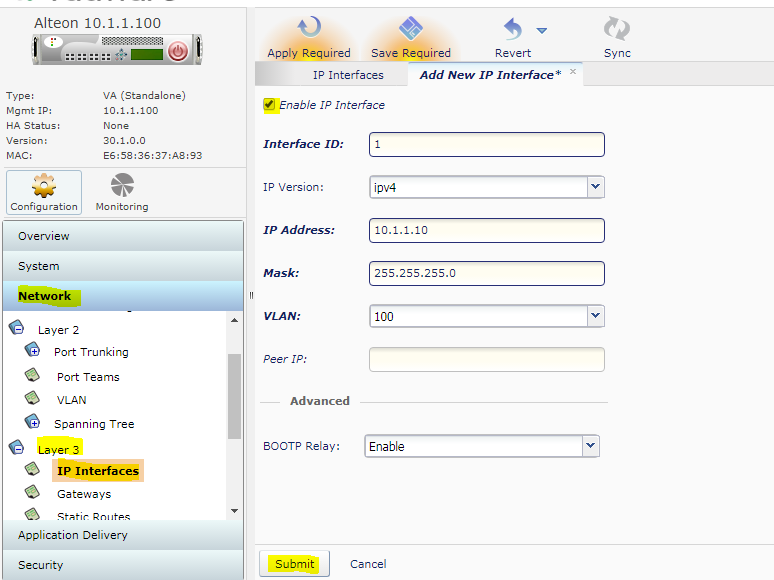 Alteon 10.1.1.100
Apply Required Save Required Revert Sync
IP Interfaces Add New IP Interface* ×
Type: VA (Standalone)
Mgmt IP: 10.1.1.100
HA Status: None
Version: 30.1.0.0
MAC: E6:58:36:37:A8:93
Configuration Monitoring
Overview
System
Network
Layer 2
Port Trunking
Port Teams
VLAN
Spanning Tree
Layer 3
IP Interfaces
Gateways
Static Routes
Application Delivery
Security
Enable IP Interface
Interface ID: 1
IP Version: ipv4
IP Address: 10.1.1.10
Mask: 255.255.255.0
VLAN: 100
Peer IP:
Advanced
BOOTP Relay: Enable
Submit Cancel